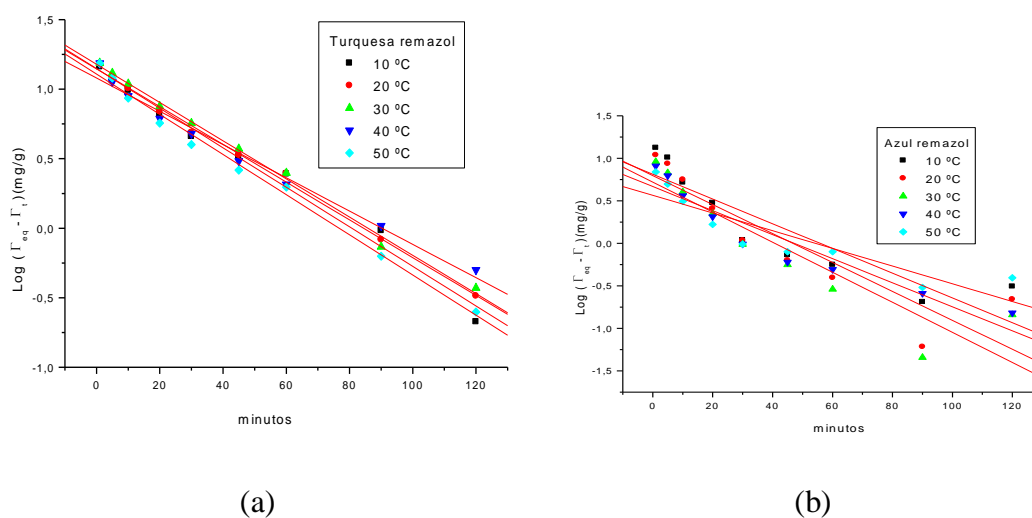 (a)
1,5
1,0
0,5
0,0
-0,5
-1,0
Log ( Γeq - Γt )(mg/g)
Turquesa remazol
10 ºC
20 ºC
30 ºC
40 ºC
50 ºC
0 20 40 60 80 100 120
minutos
(a)
b)
1,5
1,0
0,5
0,0
-0,5
-1,0
-1,5
Log ( Γeq - Γt )(mg/g)
Azul remazol
10 ºC
20 ºC
30 ºC
40 ºC
50 ºC
0 20 40 60 80 100 120
minutos
(b)